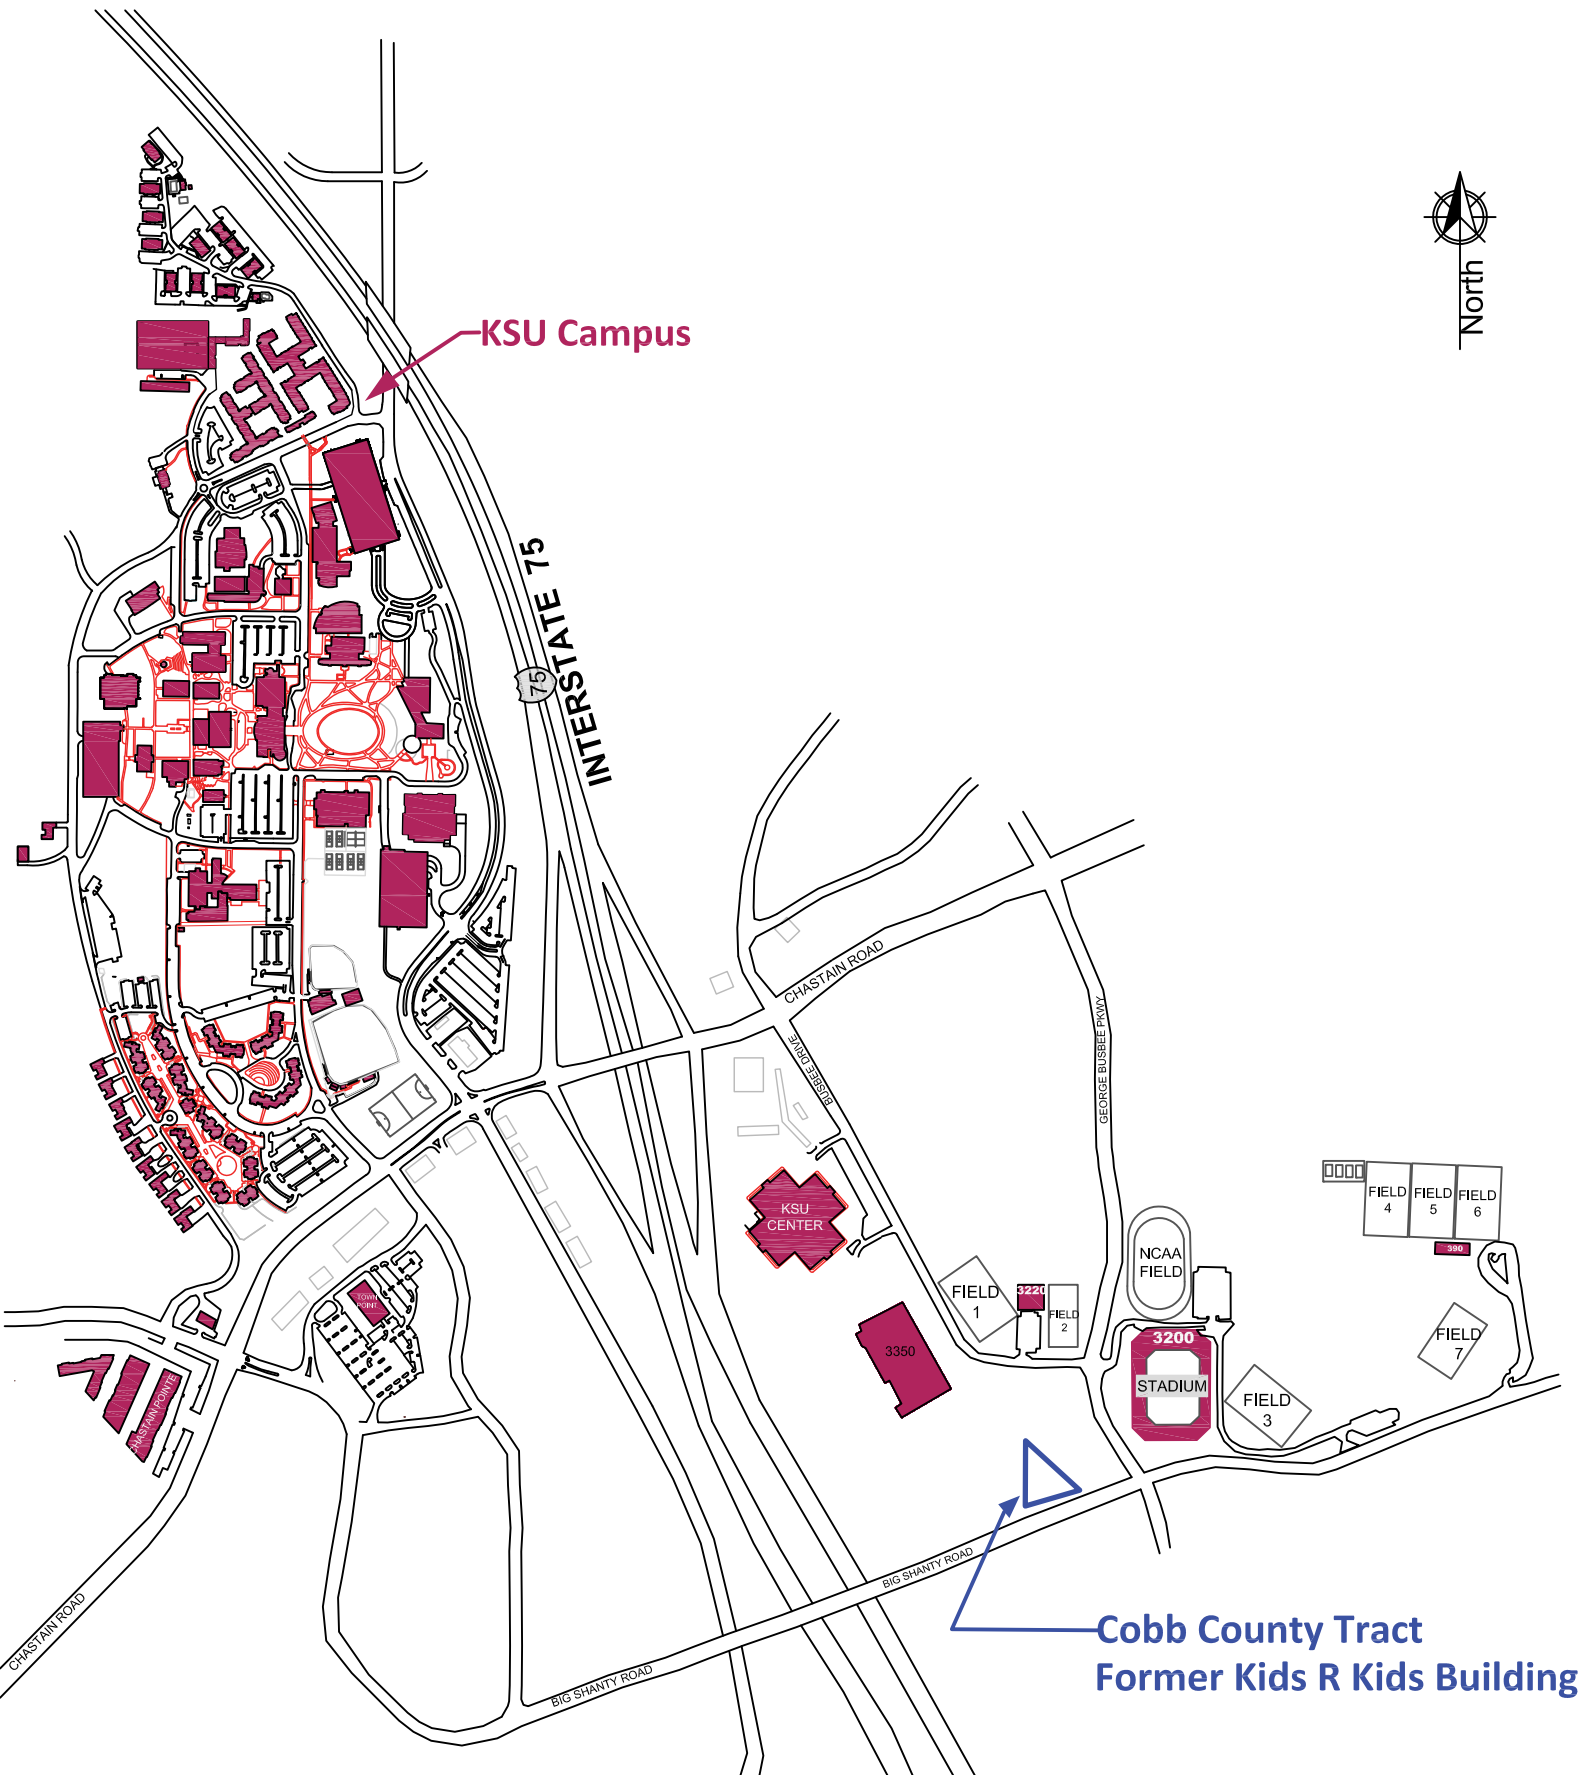 North
KSU Campus
INTERSTATE 75
75
CHASTAIN ROAD
BUSBEE DRIVE
GEORGE BUSBEE PKWY
KSU
CENTER
FIELD
4
FIELD
5
FIELD
6
390
NCAA
FIELD
FIELD
1
3220
FIELD
2
3200
STADIUM
FIELD
3
FIELD
7
3350
TOWN
POINT
CHASTAIN POINTE
CHASTAIN ROAD
BIG SHANTY ROAD
BIG SHANTY ROAD
Cobb County Tract
Former Kids R Kids Building